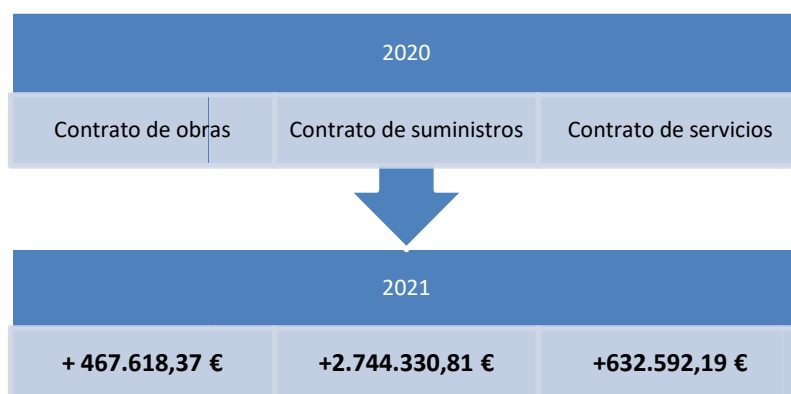 2020
Contrato de obras
Contrato de suministros
Contrato de servicios
2021
+ 467.618,37 €
+2.744.330,81 €
+632.592,19 €